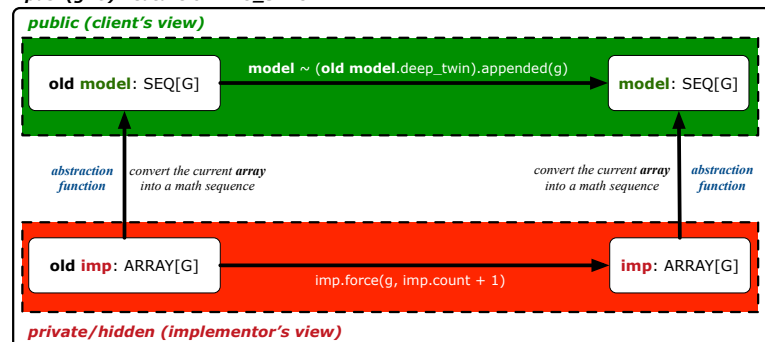 public (client's view)
old model: SEQ[G]
model ~ (old model.deep_twin).appended(g)
model: SEQ[G]
abstraction
function
convert the current array
into a math sequence
convert the current array
into a math sequence
abstraction
function
old imp: ARRAY[G]
imp.force(g, imp.count + 1)
imp: ARRAY[G]
private/hidden (implementor's view)